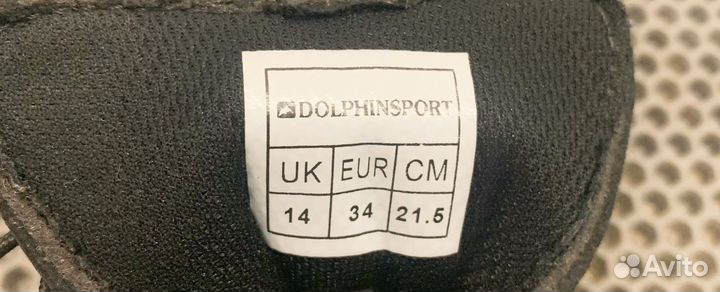 DOLPHINSPORT
UK EUR CM
14 34 21.5
Avito